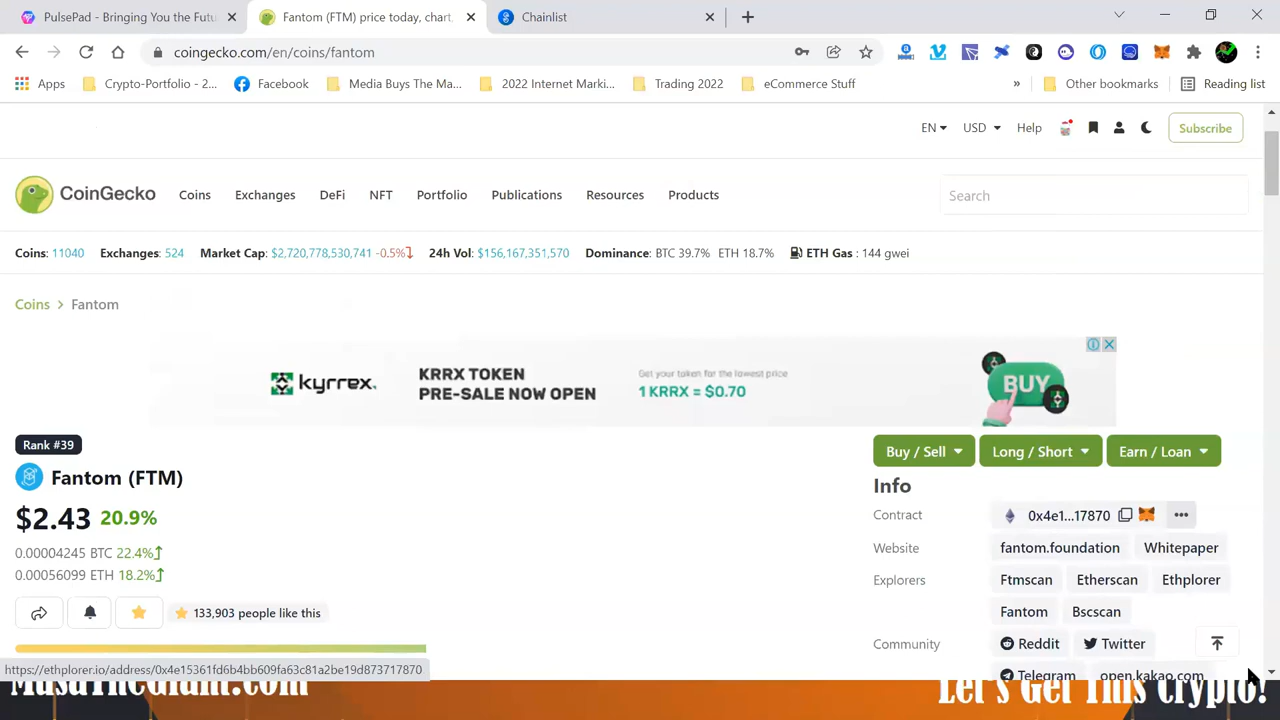 PulsePad - Bringing You the Futu
Fantom (FTM) price today, chart,
Chainlist
coingecko.com/en/coins/fantom
Apps
Crypto-Portfolio - 2...
Facebook
Media Buys The Ma...
2022 Internet Marki...
Trading 2022
eCommerce Stuff
»
Other bookmarks
Reading list
EN
USD
Help
Subscribe
CoinGecko
Coins
Exchanges
DeFi
NFT
Portfolio
Publications
Resources
Products
Search
Coins: 11040
Exchanges: 524
Market Cap: $2,720,778,530,741 -0.5%
24h Vol: $156,167,351,570
Dominance: BTC 39.7% ETH 18.7%
ETH Gas : 144 gwei
Coins > Fantom
kyrrex.
KRRX TOKEN
PRE-SALE NOW OPEN
Get your token for the lowest price
1 KRRX = $0.70
BUY
Rank #39
Fantom (FTM)
$2.43 20.9%
0.00004245 BTC 22.4%
0.00056099 ETH 18.2%
133,903 people like this
Buy / Sell
Long / Short
Earn / Loan
Info
Contract
0x4e1...17870
Website
fantom.foundation
Whitepaper
Explorers
Ftmscan
Etherscan
Ethplorer
Fantom
Bscscan
Community
Reddit
Twitter
Telegram
open.kakao.com
https://ethplorer.io/address/0x4e15361fd6b4bb609fa63c81a2be19d873717870
MusaTheGiant.com
Let's Get This Crypto!